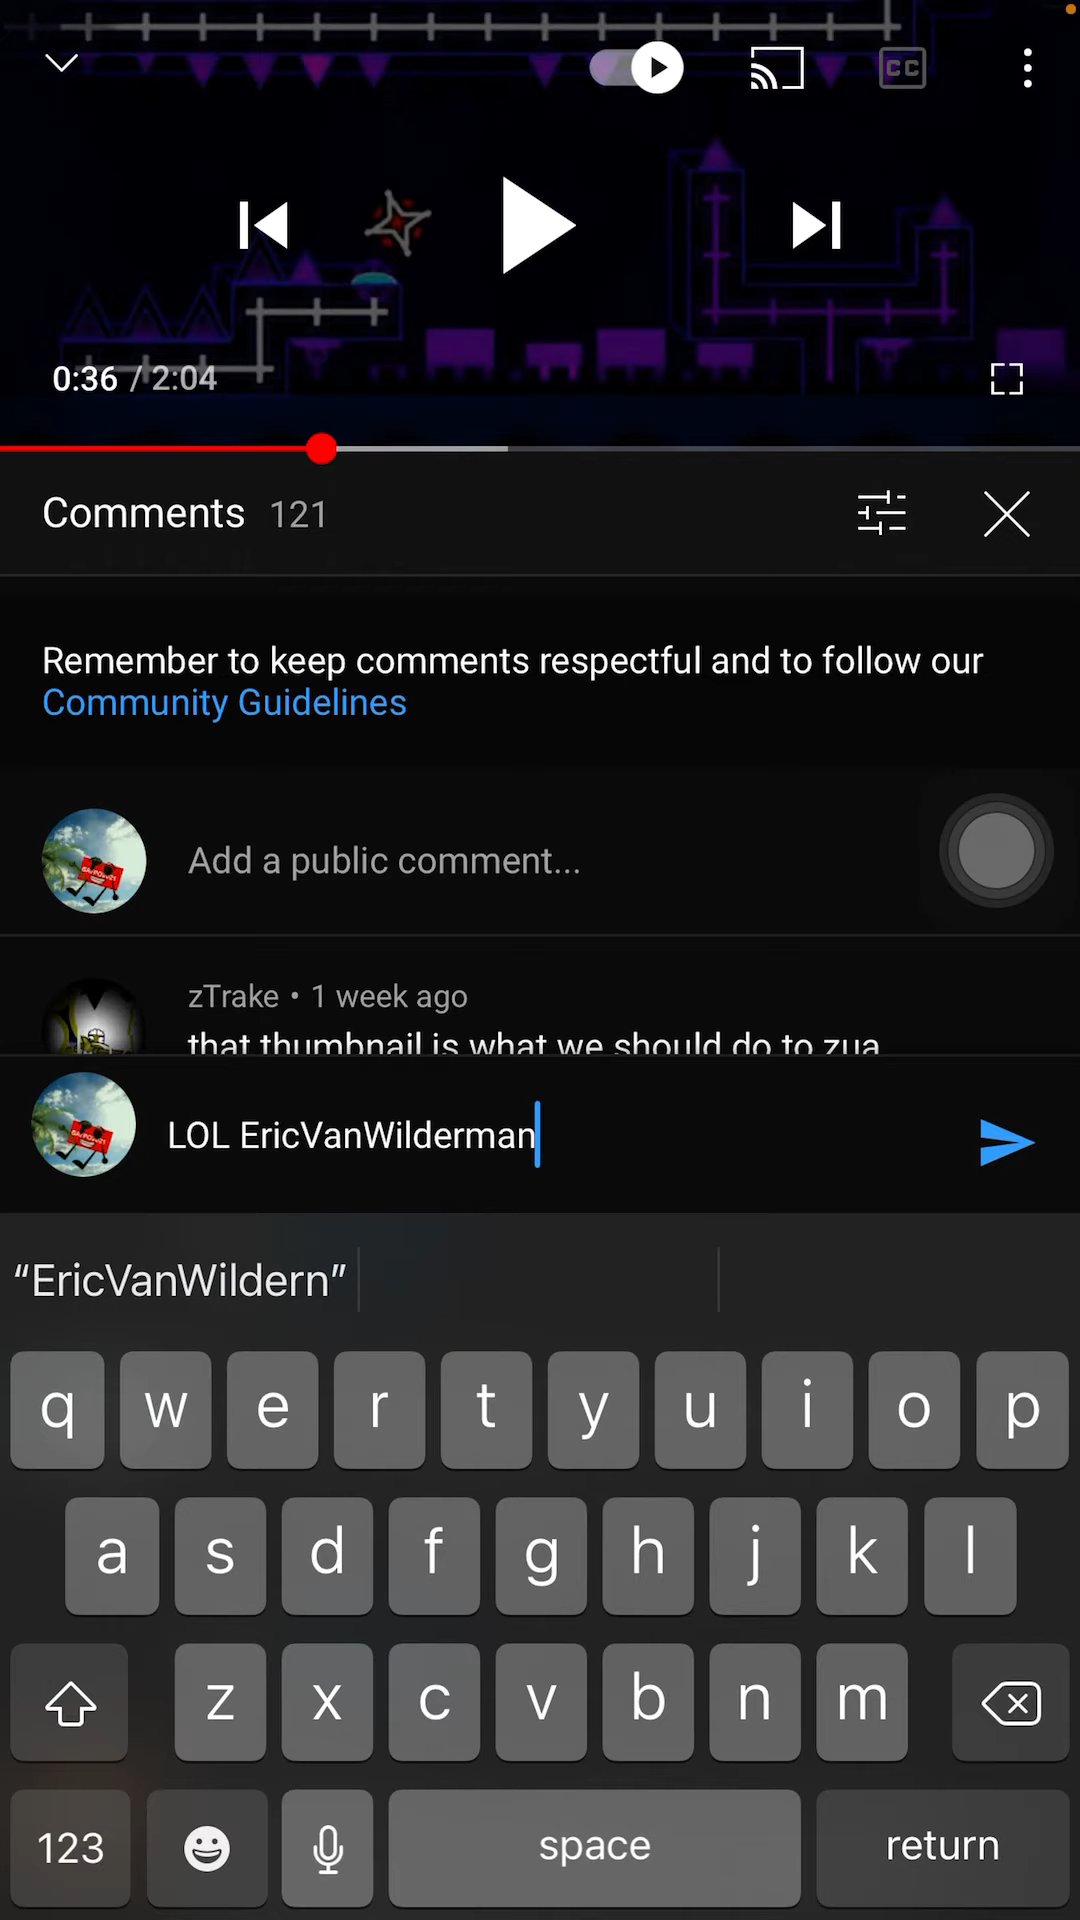 CC
0:36 / 2:04
Comments 121
Remember to keep comments respectful and to follow our
Community Guidelines
Add a public comment...
zTrake • 1 week ago
that thumbnail is what we should do to zua
LOL EricVanWilderman
“EricVanWildern”
q w e r t y u i o p
a s d f g h j k l
z x c v b n m
123 space return